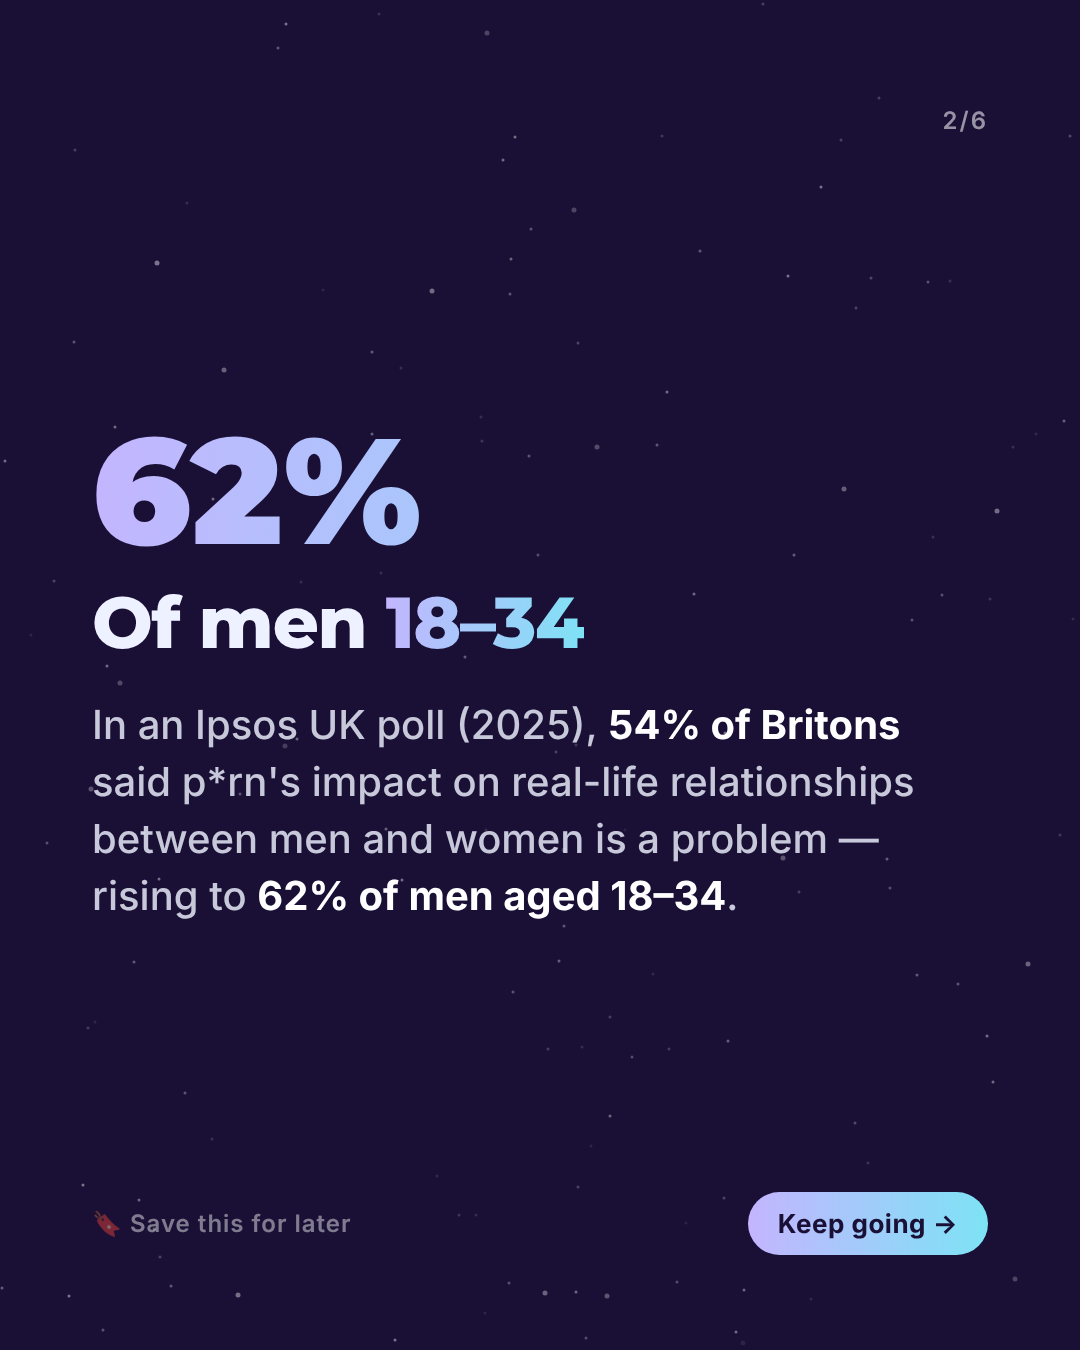 2/6
62%
Of men 18–34
In an Ipsos UK poll (2025), 54% of Britons
said p*rn's impact on real-life relationships
between men and women is a problem —
rising to 62% of men aged 18–34.
🔖 Save this for later
Keep going →